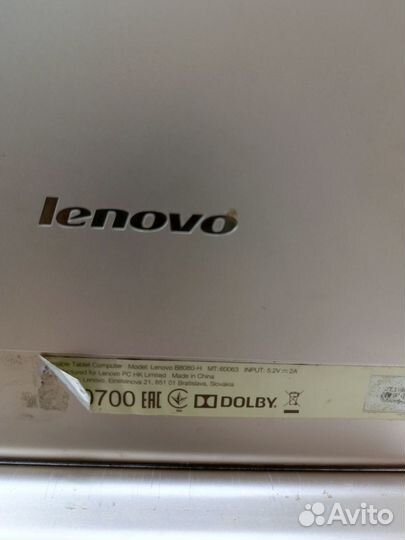 lenovo
Tablet Computer Model: Lenovo B8080-H MT: 60063 INPUT: 5.2V 2A
for Lenovo PC HK Limited Made in China
Lenovo, Einsteinova 21, 851 01 Bratislava, Slovakia
0700 EAC DOLBY.
Avito